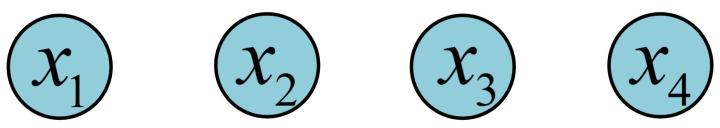 x₁ x₂ x₃ x₄